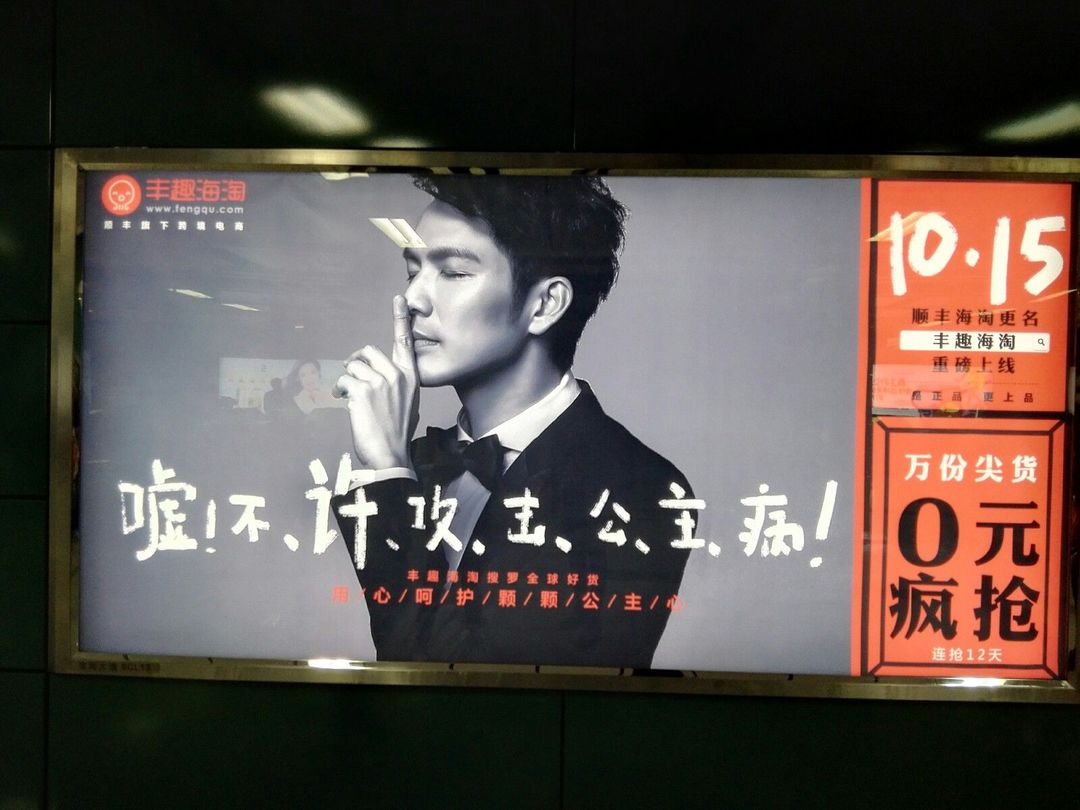 丰趣海淘
www.fengqu.com
顺丰旗下跨境电商
嘘!不、许、攻、击、公、主、病!
丰趣海淘搜罗全球好货
用/心/呵/护/颗/颗/公/主/心
10.15
顺丰海淘更名
丰趣海淘
重磅上线
是正品 更上品
万份尖货
0元
疯抢
连抢12天